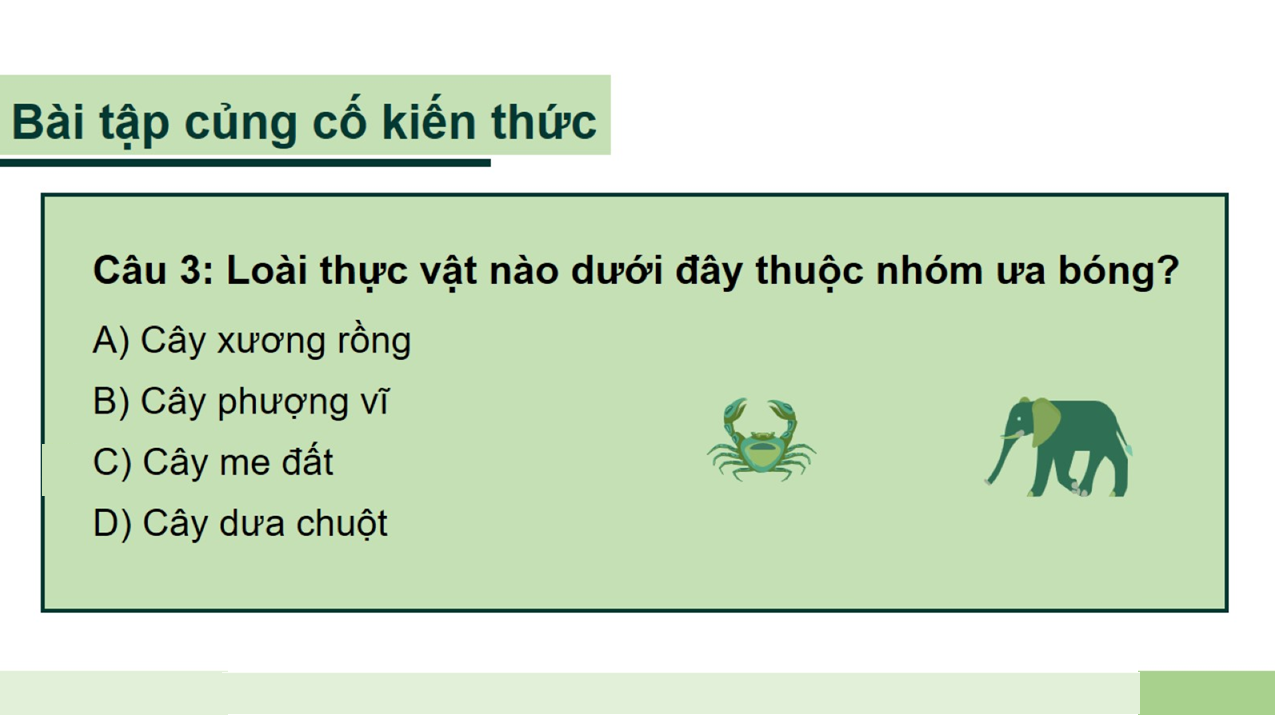 Bài tập củng cố kiến thức
Câu 3: Loài thực vật nào dưới đây thuộc nhóm ưa bóng?
A) Cây xương rồng
B) Cây phượng vĩ
C) Cây me đất
D) Cây dưa chuột